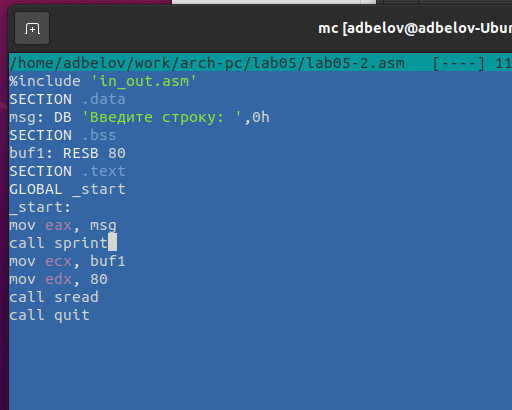 mc [adbelov@adbelov-Ubun
/home/adbelov/work/arch-pc/lab05/lab05-2.asm [----] 11
%include 'in_out.asm'
SECTION .data
msg: DB 'Введите строку: ',0h
SECTION .bss
buf1: RESB 80
SECTION .text
GLOBAL _start
_start:
mov eax, msg
call sprint
mov ecx, buf1
mov edx, 80
call sread
call quit